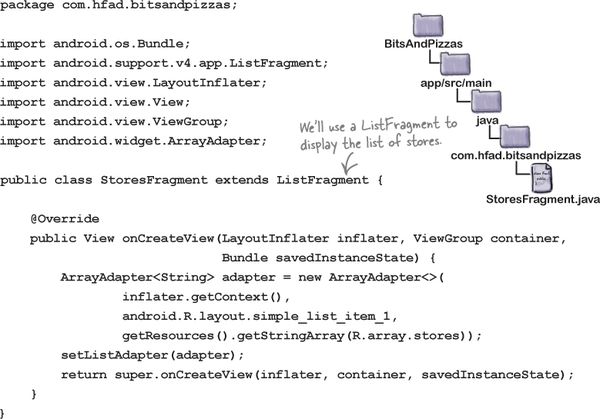 package com.hfad.bitsandpizzas;
import android.os.Bundle;
import android.support.v4.app.ListFragment;
import android.view.LayoutInflater;
import android.view.View;
import android.view.ViewGroup;
import android.widget.ArrayAdapter;
BitsAndPizzas
app/src/main
java
com.hfad.bitsandpizzas
StoresFragment.java
We'll use a ListFragment to
display the list of stores.
public class StoresFragment extends ListFragment {
@Override
public View onCreateView(LayoutInflater inflater, ViewGroup container,
Bundle savedInstanceState) {
ArrayAdapter<String> adapter = new ArrayAdapter<>(
inflater.getContext(),
android.R.layout.simple_list_item_1,
getResources().getStringArray(R.array.stores));
setListAdapter(adapter);
return super.onCreateView(inflater, container, savedInstanceState);
}
}